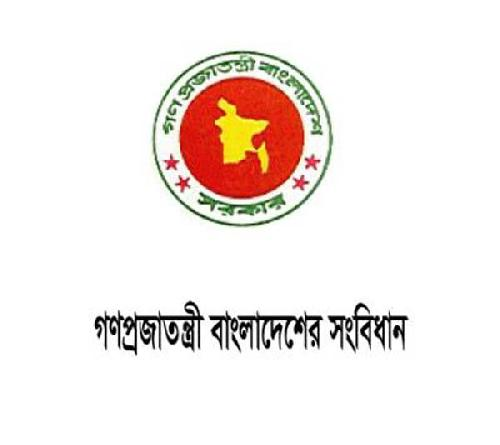 গণপ্রজাতন্ত্রী বাংলাদেশ
সরকার
গণপ্রজাতন্ত্রী বাংলাদেশের সংবিধান